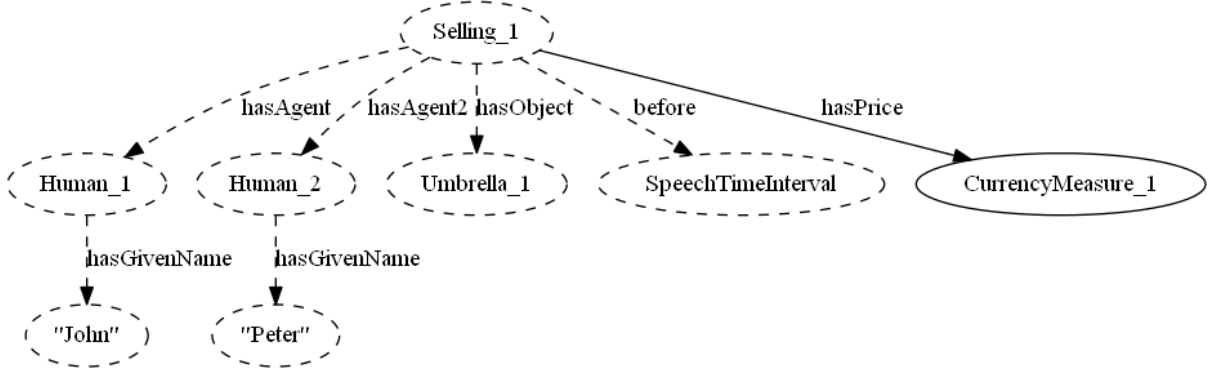 Selling_1
hasAgent
hasAgent2
hasObject
before
hasPrice
Human_1
Human_2
Umbrella_1
SpeechTimeInterval
CurrencyMeasure_1
hasGivenName
hasGivenName
"John"
"Peter"